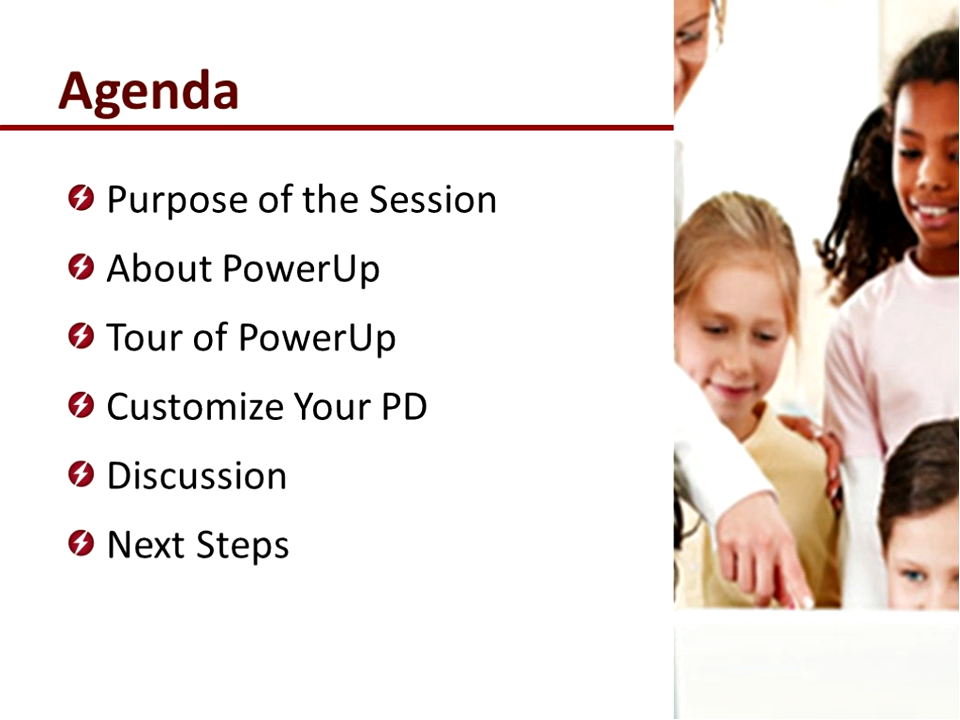 Agenda
Purpose of the Session
About PowerUp
Tour of PowerUp
Customize Your PD
Discussion
Next Steps